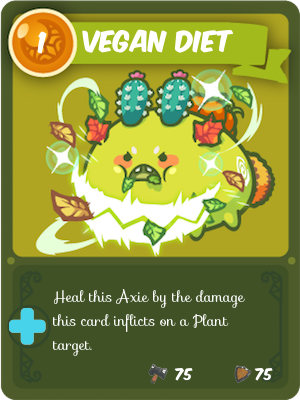 1 VEGAN DIET
Heal this Axie by the damage
this card inflicts on a Plant
target.
75 75